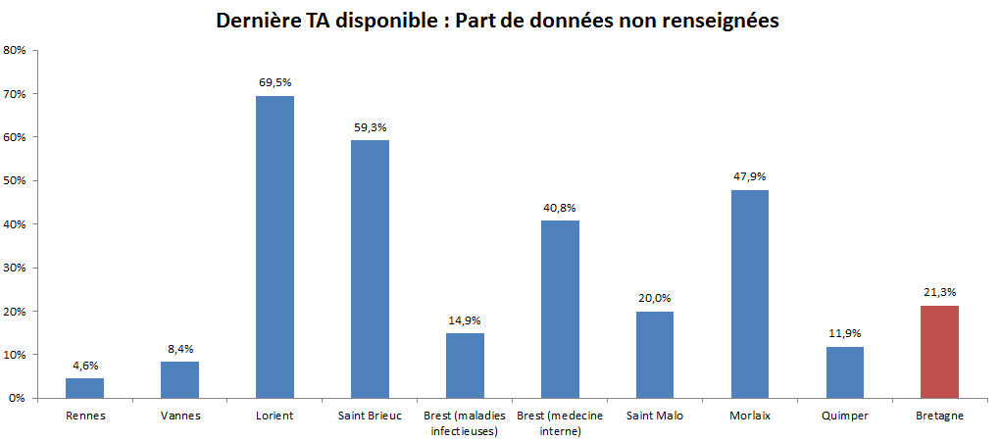 Dernière TA disponible : Part de données non renseignées
80%
70%
60%
50%
40%
30%
20%
10%
0%
4,6%
8,4%
69,5%
59,3%
14,9%
40,8%
20,0%
47,9%
11,9%
21,3%
Rennes
Vannes
Lorient
Saint Brieuc
Brest (maladies
infectieuses)
Brest (medecine
interne)
Saint Malo
Morlaix
Quimper
Bretagne